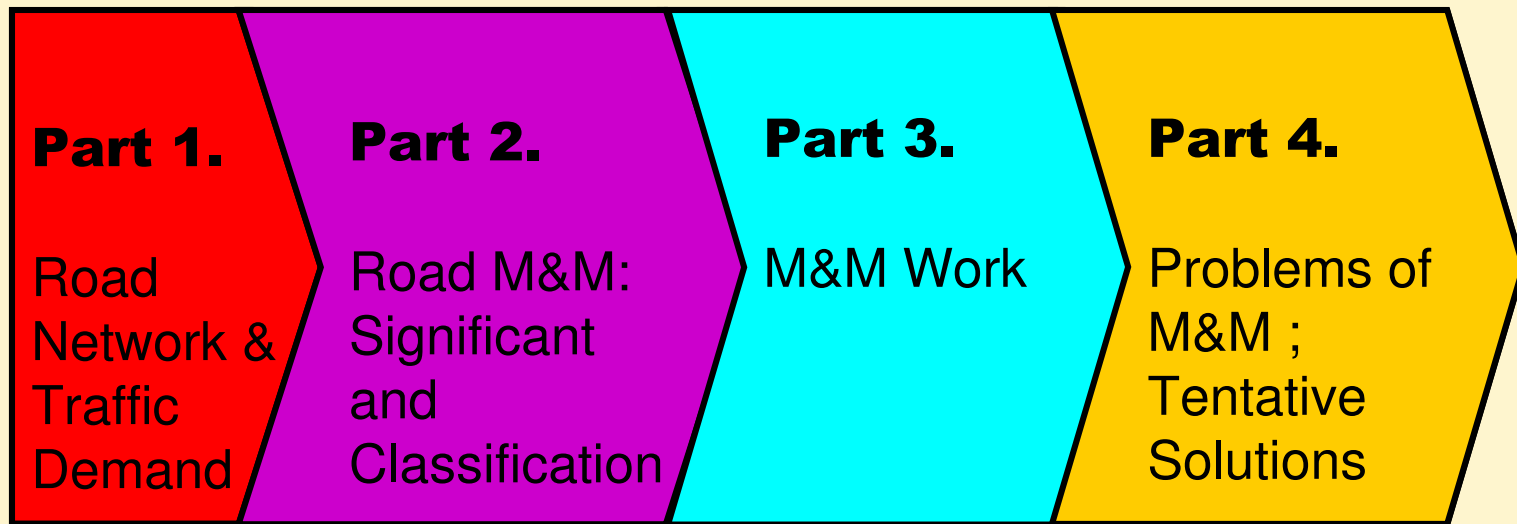 Part 1.
Road
Network &
Traffic
Demand
Part 2.
Road M&M:
Significant
and
Classification
Part 3.
M&M Work
Part 4.
Problems of
M&M ;
Tentative
Solutions